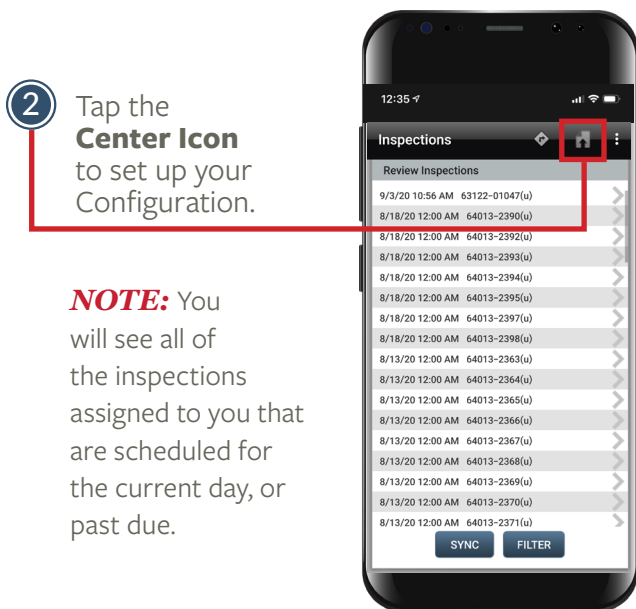 2
Tap the
Center Icon
to set up your
Configuration.
NOTE: You
will see all of
the inspections
assigned to you that
are scheduled for
the current day, or
past due.
12:35
Inspections
Review Inspections
9/3/20 10:56 AM 63122-01047(u)
8/18/20 12:00 AM 64013-2390(u)
8/18/20 12:00 AM 64013-2392(u)
8/18/20 12:00 AM 64013-2393(u)
8/18/20 12:00 AM 64013-2394(u)
8/18/20 12:00 AM 64013-2395(u)
8/18/20 12:00 AM 64013-2397(u)
8/18/20 12:00 AM 64013-2398(u)
8/13/20 12:00 AM 64013-2363(u)
8/13/20 12:00 AM 64013-2364(u)
8/13/20 12:00 AM 64013-2365(u)
8/13/20 12:00 AM 64013-2366(u)
8/13/20 12:00 AM 64013-2367(u)
8/13/20 12:00 AM 64013-2368(u)
8/13/20 12:00 AM 64013-2369(u)
8/13/20 12:00 AM 64013-2370(u)
8/13/20 12:00 AM 64013-2371(u)
SYNC FILTER